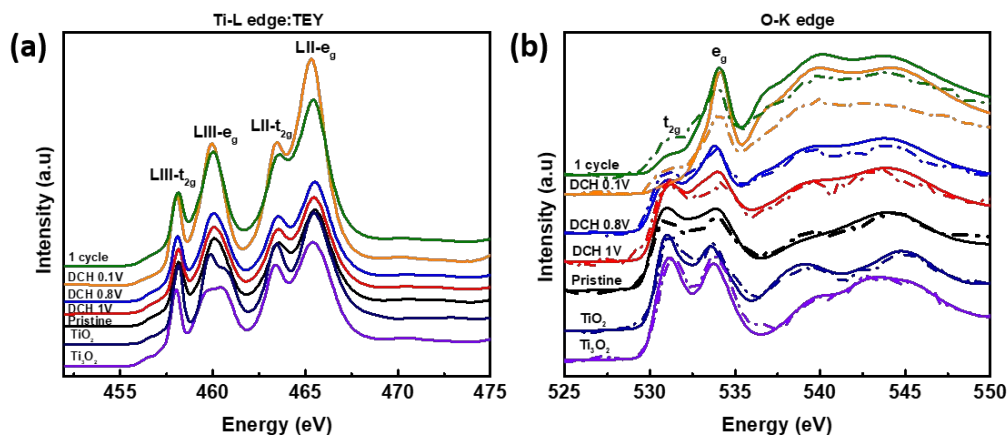 Ti-L edge:TEY
(a)
LII-eg
LIII-eg
LII-t2g
LIII-t2g
1 cycle
DCH 0.1V
DCH 0.8V
DCH 1V
Pristine
TiO2
Ti3O2
Intensity (a.u)
455 460 465 470 475
Energy (eV)
O-K edge
(b)
eg
t2g
1 cycle
DCH 0.1V
DCH 0.8V
DCH 1V
Pristine
TiO2
Ti3O2
Intensity (a.u)
525 530 535 540 545 550
Energy (eV)